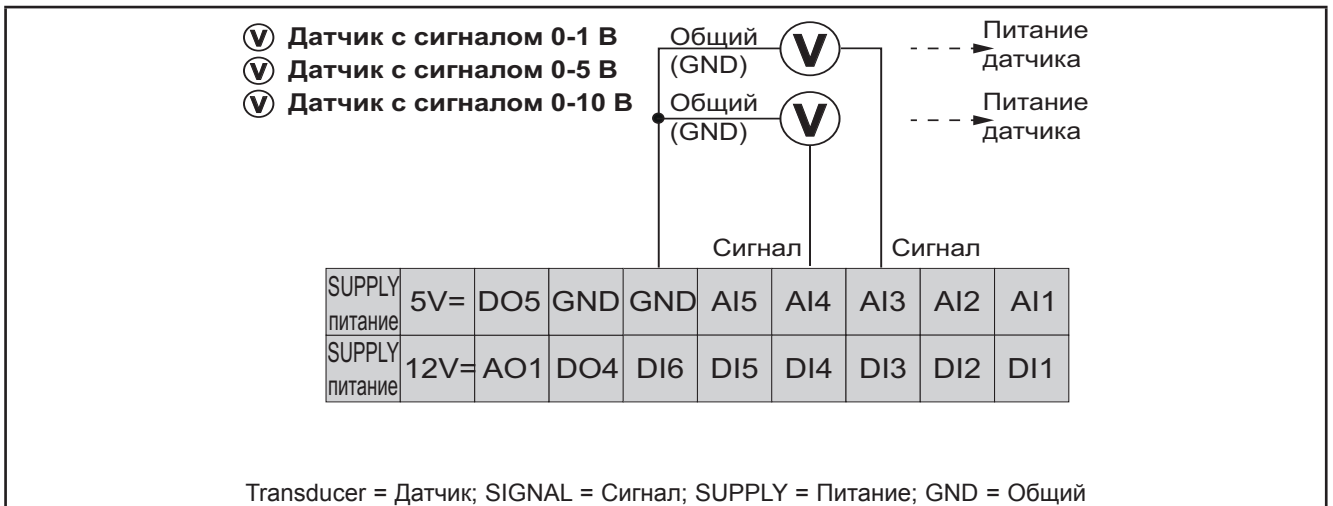 V Датчик с сигналом 0-1 В
V Датчик с сигналом 0-5 В
V Датчик с сигналом 0-10 В
Общий
(GND)
V
Питание
датчика
Общий
(GND)
V
Питание
датчика
Сигнал
Сигнал
SUPPLY
питание
5V= DO5 GND GND AI5 AI4 AI3 AI2 AI1
SUPPLY
питание
12V= AO1 DO4 DI6 DI5 DI4 DI3 DI2 DI1
Transducer = Датчик; SIGNAL = Сигнал; SUPPLY = Питание; GND = Общий